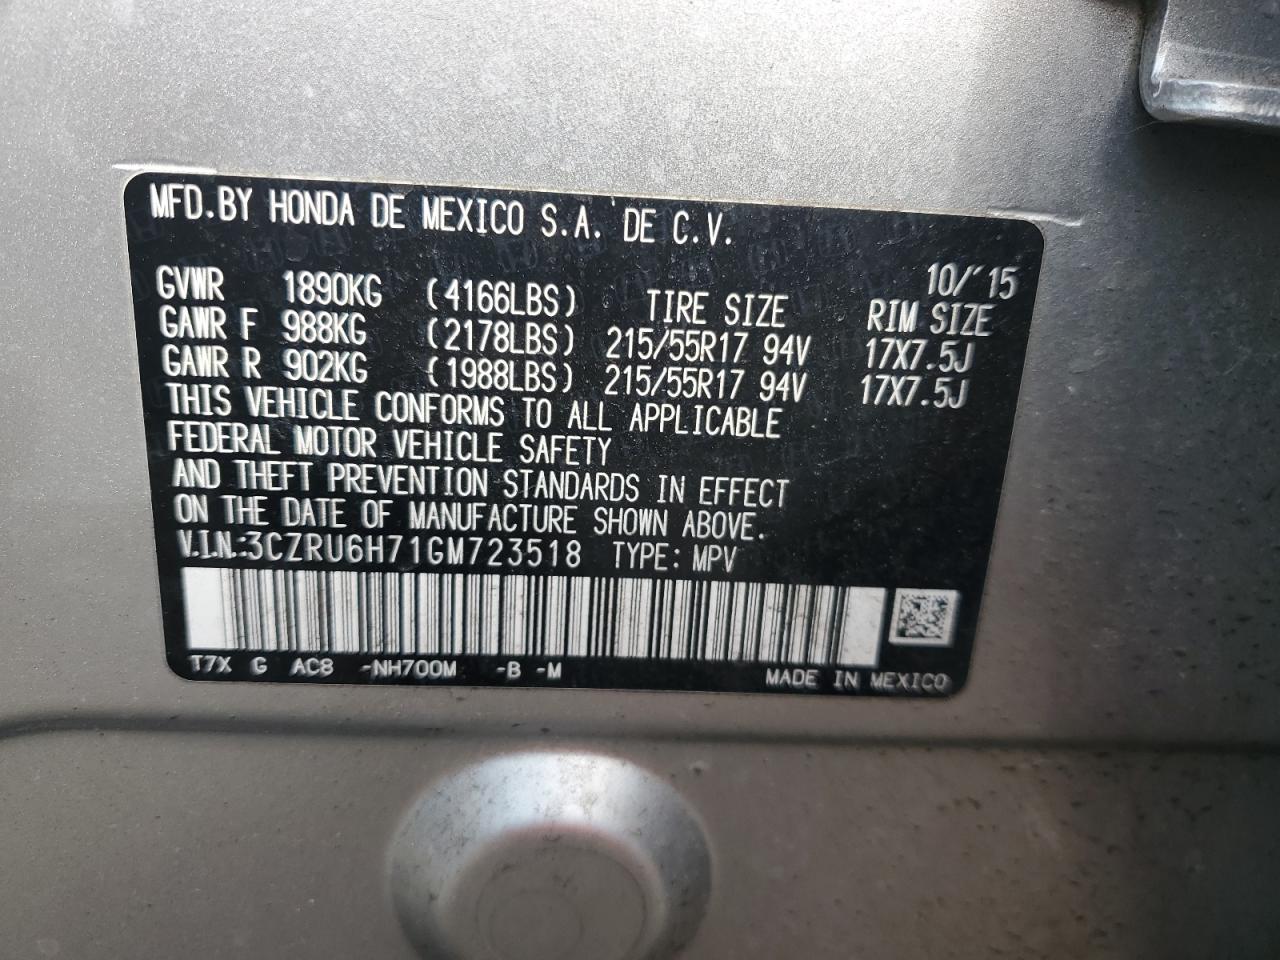 MFD.BY HONDA DE MEXICO S.A. DE C.V.
10/'15
GVWR 1890KG (4166LBS) TIRE SIZE RIM SIZE
GAWR F 988KG (2178LBS) 215/55R17 94V 17X7.5J
GAWR R 902KG (1988LBS) 215/55R17 94V 17X7.5J
THIS VEHICLE CONFORMS TO ALL APPLICABLE
FEDERAL MOTOR VEHICLE SAFETY
AND THEFT PREVENTION STANDARDS IN EFFECT
ON THE DATE OF MANUFACTURE SHOWN ABOVE.
V.I.N.:3CZRU6H71GM723518 TYPE: MPV
T7X G AC8 -NH700M -B -M MADE IN MEXICO